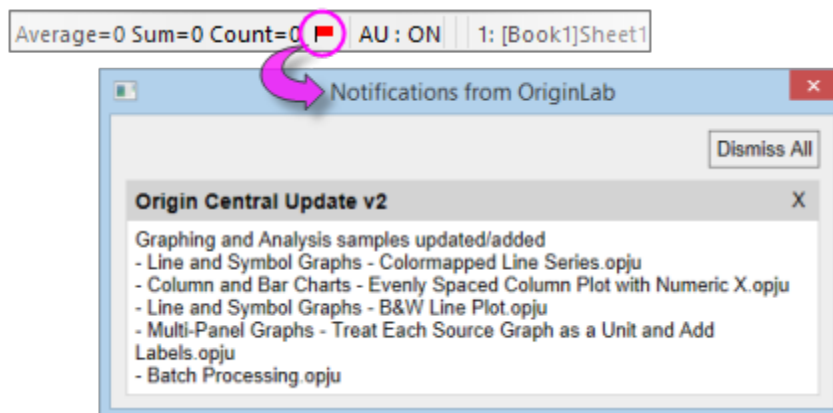 Average=0 Sum=0 Count=0 AU : ON 1: [Book1]Sheet1
Notifications from OriginLab
Dismiss All
Origin Central Update v2 X
Graphing and Analysis samples updated/added
- Line and Symbol Graphs - Colormapped Line Series.opju
- Column and Bar Charts - Evenly Spaced Column Plot with Numeric X.opju
- Line and Symbol Graphs - B&W Line Plot.opju
- Multi-Panel Graphs - Treat Each Source Graph as a Unit and Add
Labels.opju
- Batch Processing.opju